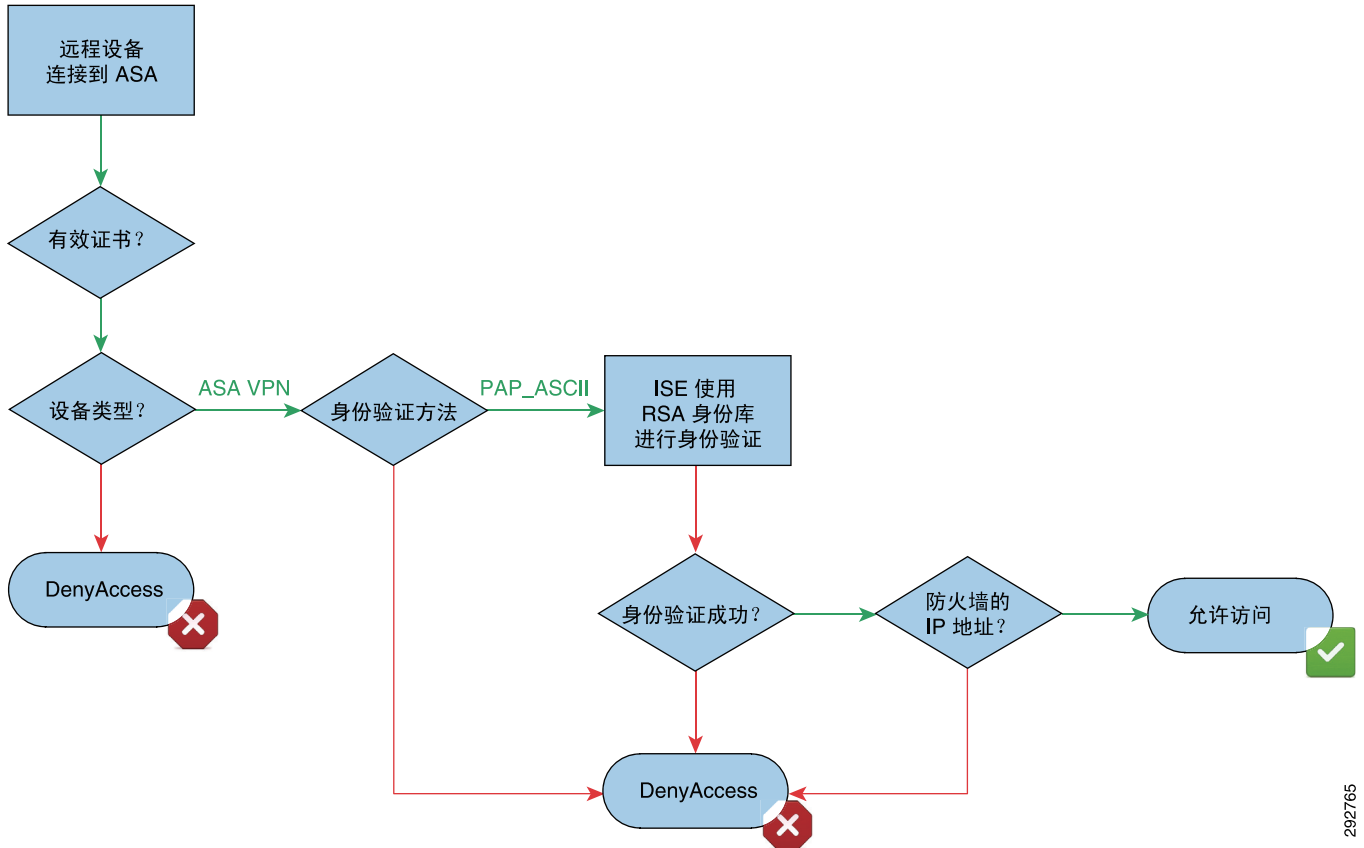 远程设备
连接到 ASA
有效证书？
设备类型？
ASA VPN
身份验证方法
PAP_ASCII
ISE 使用
RSA 身份库
进行身份验证
DenyAccess
身份验证成功？
防火墙的
IP 地址？
允许访问
DenyAccess
292765